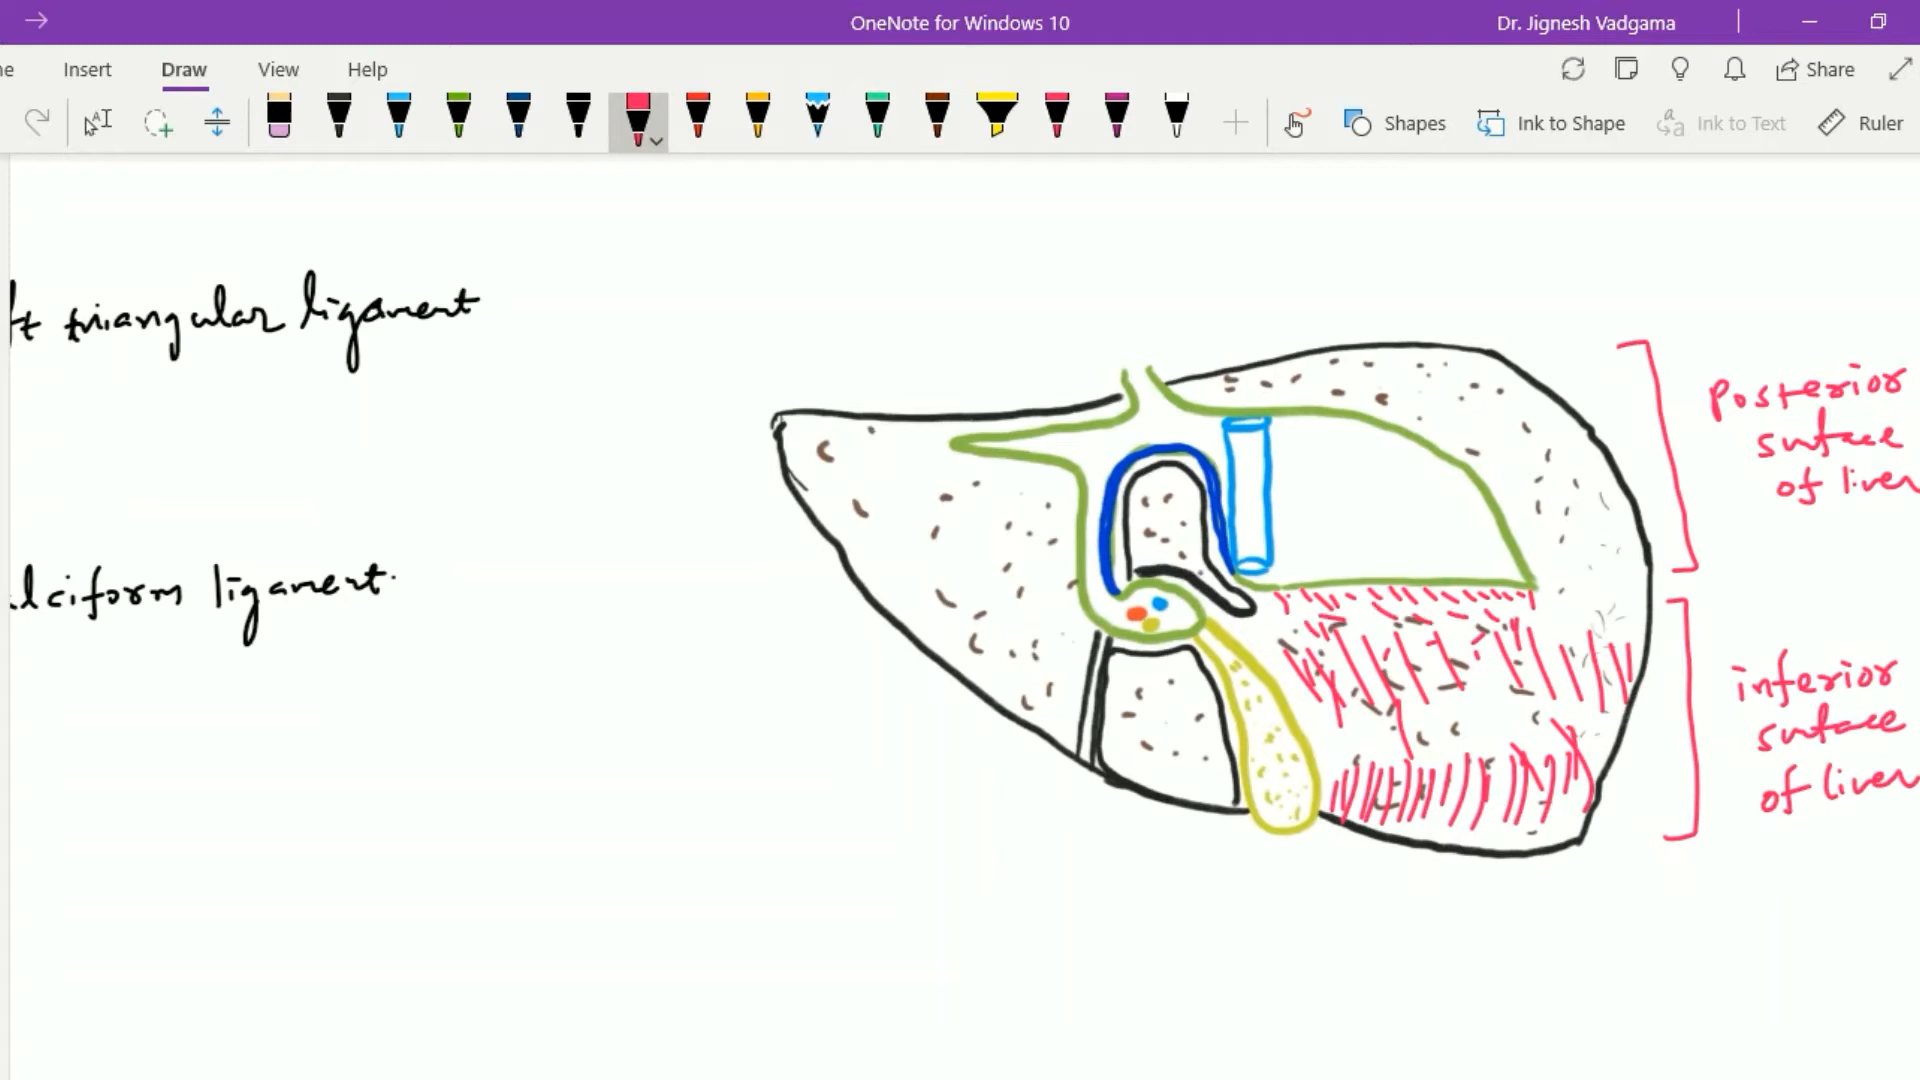 OneNote for Windows 10
Dr. Jignesh Vadgama
Insert
Draw
View
Help
Share
Shapes
Ink to Shape
Ink to Text
Ruler
triangular ligament
ligament
posterior
surface
of liver
inferior
surface
of liver